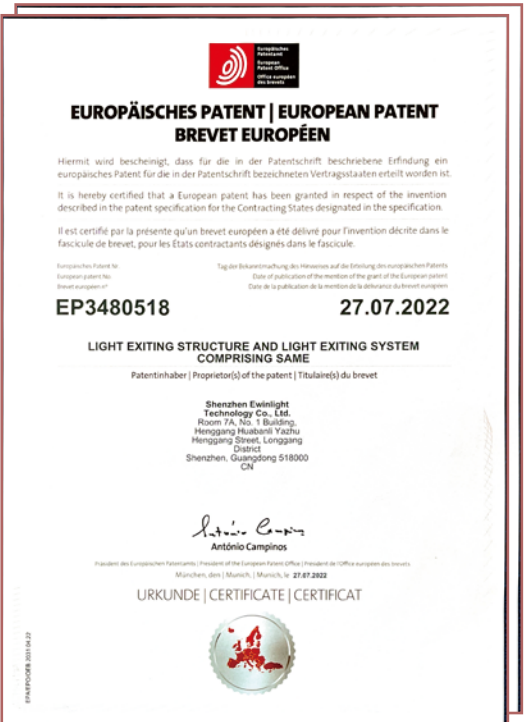 Europäisches
Patentamt
European
Patent Office
Office européen
des brevets
EUROPÄISCHES PATENT | EUROPEAN PATENT
BREVET EUROPÉEN
Hiermit wird bescheinigt, dass für die in der Patentschrift beschriebene Erfindung ein
europäisches Patent für die in der Patentschrift bezeichneten Vertragsstaaten erteilt worden ist.
It is hereby certified that a European patent has been granted in respect of the invention
described in the patent specification for the Contracting States designated in the specification.
Il est certifié par la présente qu'un brevet européen a été délivré pour l'invention décrite dans le
fascicule de brevet, pour les États contractants désignés dans le fascicule.
Europäisches Patent Nr.
European patent No.
Brevet européen n°
Tag der Bekanntmachung des Hinweises auf die Erteilung des europäischen Patents
Date of publication of the mention of the grant of the European patent
Date de la publication de la mention de la délivrance du brevet européen
EP3480518
27.07.2022
LIGHT EXITING STRUCTURE AND LIGHT EXITING SYSTEM
COMPRISING SAME
Patentinhaber | Proprietor(s) of the patent | Titulaire(s) du brevet
Shenzhen Ewinlight
Technology Co., Ltd.
Room 7A, No. 1 Building,
Henggang Huabanli Yazhu
Henggang Street, Longgang
District
Shenzhen, Guangdong 518000
CN
António Campinos
António Campinos
Präsident des Europäischen Patentamts | President of the European Patent Office | Président de l'Office européen des brevets
München, den | Munich, | Munich, le 27.07.2022
URKUNDE | CERTIFICATE | CERTIFICAT